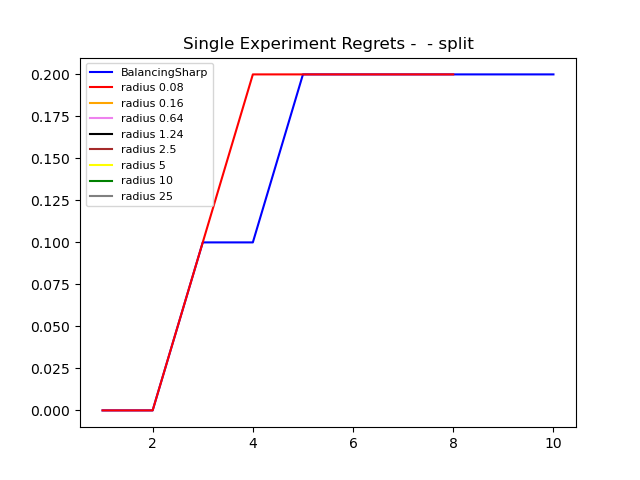 Single Experiment Regrets -  - split
0.200
0.175
0.150
0.125
0.100
0.075
0.050
0.025
0.000
BalancingSharp
radius 0.08
radius 0.16
radius 0.64
radius 1.24
radius 2.5
radius 5
radius 10
radius 25
2
4
6
8
10